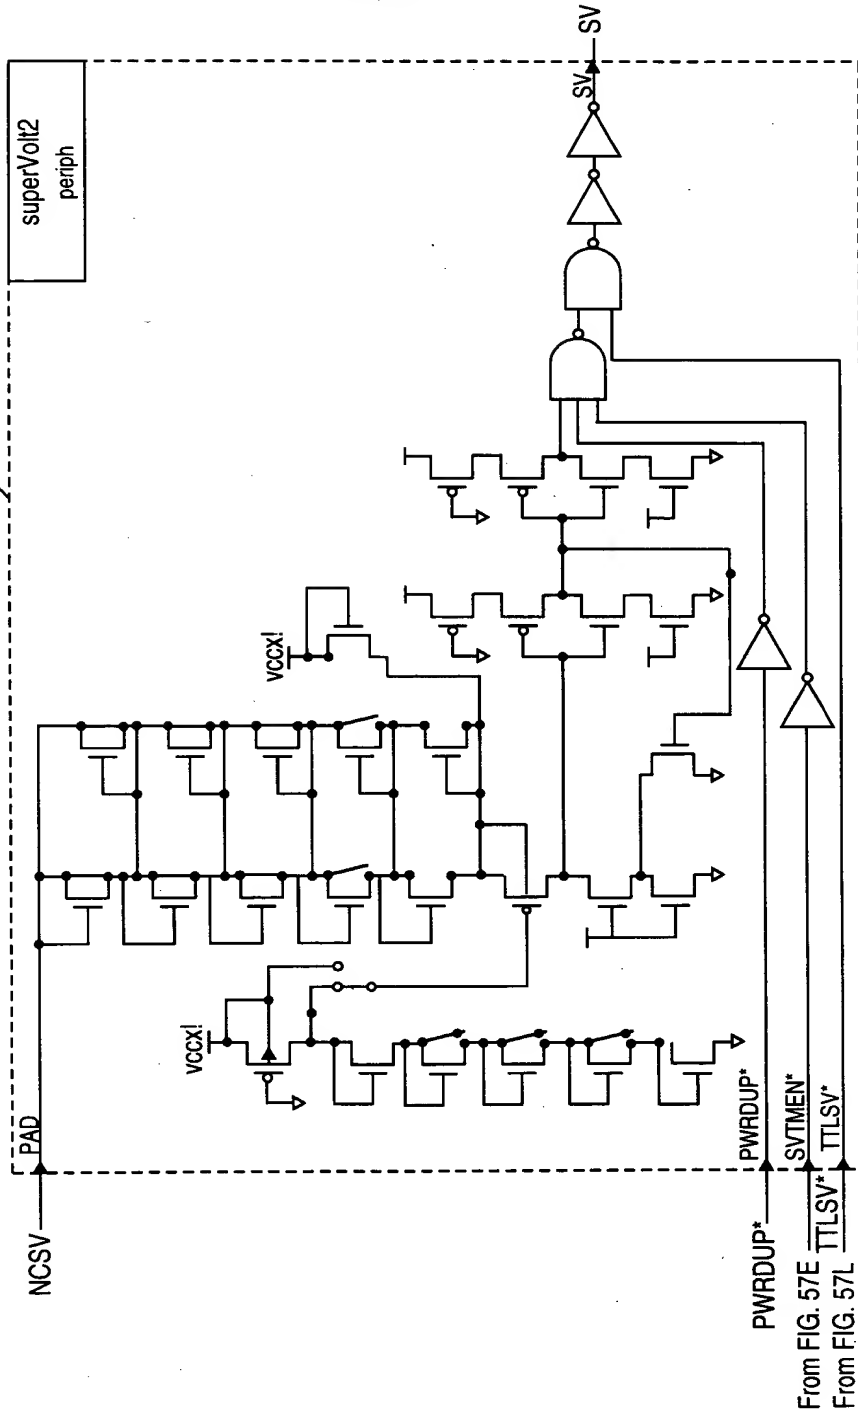 superVolt2
periph
SV
SV
VCCX!
VCCX!
PAD
NCSV
PWRDUP*
PWRDUP*
SVTMEN*
From FIG. 57E
TTLSV*
TTLSV*
From FIG. 57L